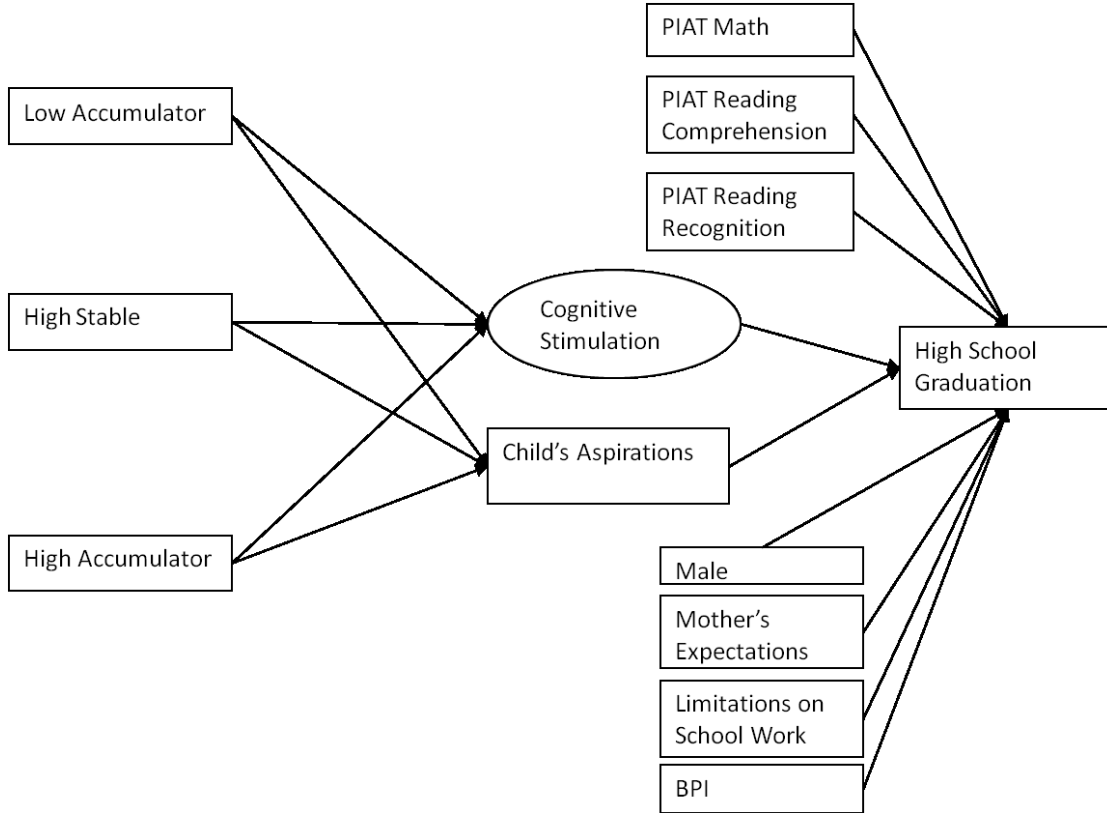 Low Accumulator
High Stable
High Accumulator
Cognitive
Stimulation
Child’s Aspirations
PIAT Math
PIAT Reading
Comprehension
PIAT Reading
Recognition
High School
Graduation
Male
Mother’s
Expectations
Limitations on
School Work
BPI